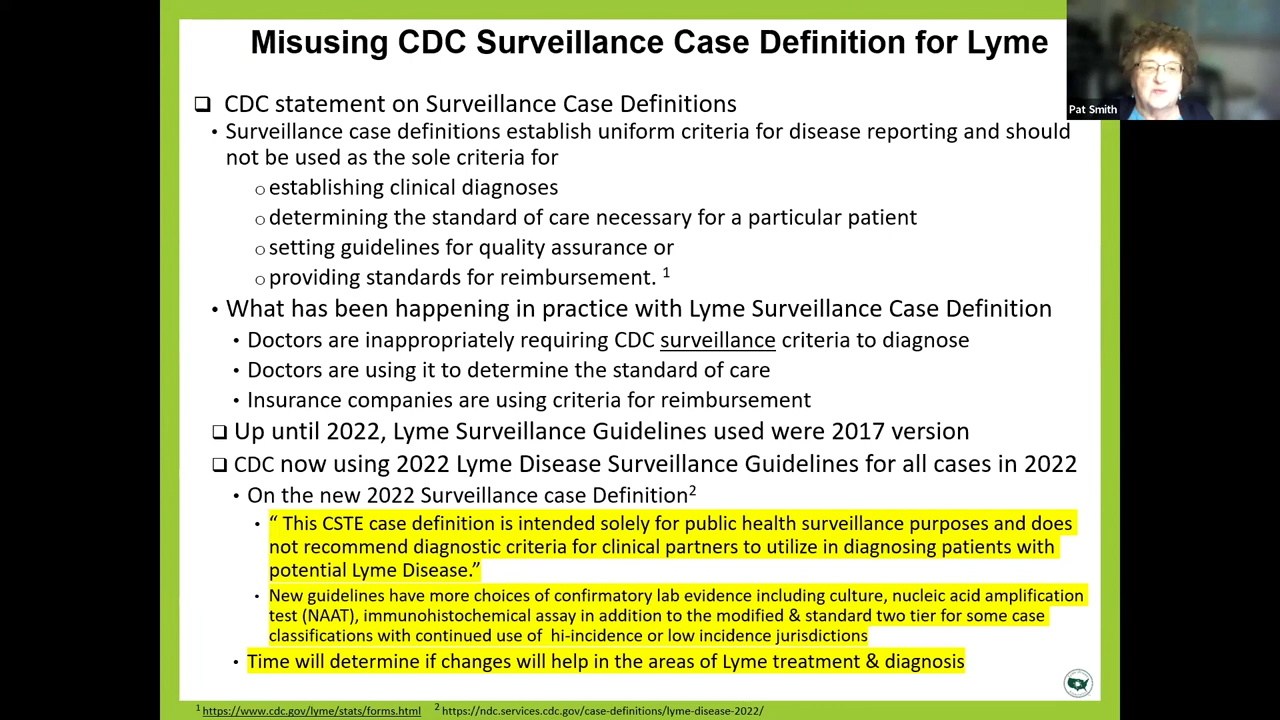 Misusing CDC Surveillance Case Definition for Lyme
Pat Smith
❑ CDC statement on Surveillance Case Definitions
• Surveillance case definitions establish uniform criteria for disease reporting and should
not be used as the sole criteria for
○ establishing clinical diagnoses
○ determining the standard of care necessary for a particular patient
○ setting guidelines for quality assurance or
○ providing standards for reimbursement. 1
• What has been happening in practice with Lyme Surveillance Case Definition
• Doctors are inappropriately requiring CDC surveillance criteria to diagnose
• Doctors are using it to determine the standard of care
• Insurance companies are using criteria for reimbursement
❑ Up until 2022, Lyme Surveillance Guidelines used were 2017 version
❑ CDC now using 2022 Lyme Disease Surveillance Guidelines for all cases in 2022
• On the new 2022 Surveillance case Definition2
• “ This CSTE case definition is intended solely for public health surveillance purposes and does
not recommend diagnostic criteria for clinical partners to utilize in diagnosing patients with
potential Lyme Disease.”
• New guidelines have more choices of confirmatory lab evidence including culture, nucleic acid amplification
test (NAAT), immunohistochemical assay in addition to the modified & standard two tier for some case
classifications with continued use of hi-incidence or low incidence jurisdictions
• Time will determine if changes will help in the areas of Lyme treatment & diagnosis
1 https://www.cdc.gov/lyme/stats/forms.html 2 https://ndc.services.cdc.gov/case-definitions/lyme-disease-2022/